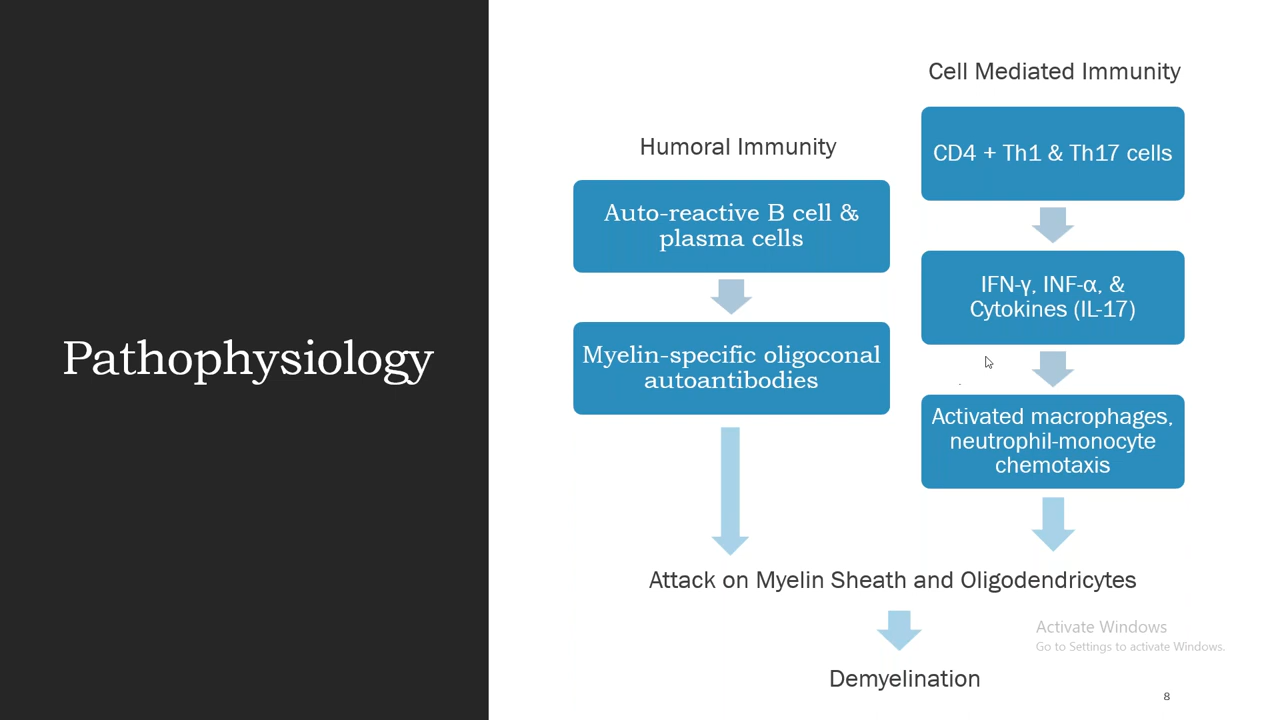 Pathophysiology
Humoral Immunity
Auto-reactive B cell &
plasma cells
Myelin-specific oligoconal
autoantibodies
Cell Mediated Immunity
CD4 + Th1 & Th17 cells
IFN-γ, INF-α, &
Cytokines (IL-17)
Activated macrophages,
neutrophil-monocyte
chemotaxis
Attack on Myelin Sheath and Oligodendricytes
Demyelination
Activate Windows
Go to Settings to activate Windows.
8